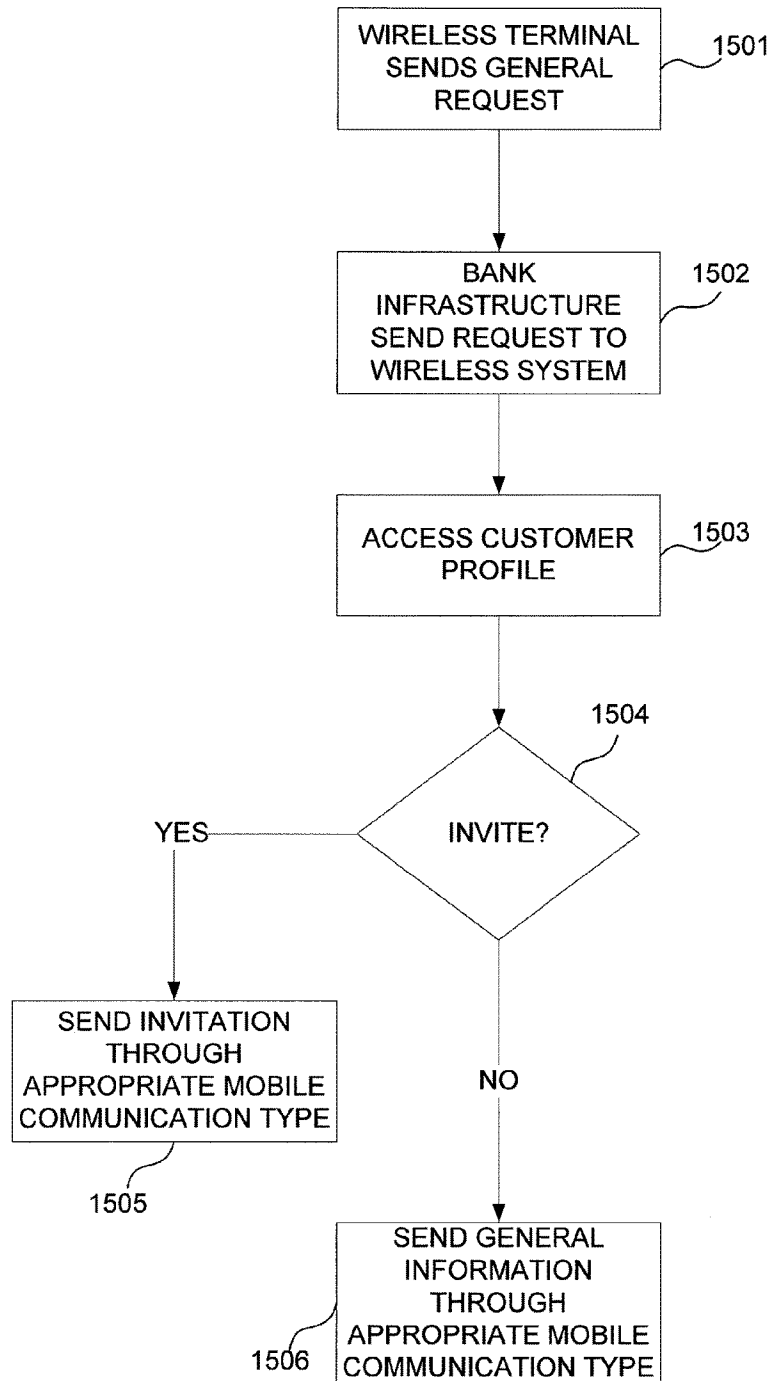 WIRELESS TERMINAL
SENDS GENERAL
REQUEST
1501
BANK
INFRASTRUCTURE
SEND REQUEST TO
WIRELESS SYSTEM
1502
ACCESS CUSTOMER
PROFILE
1503
1504
INVITE?
YES
SEND INVITATION
THROUGH
APPROPRIATE MOBILE
COMMUNICATION TYPE
1505
NO
SEND GENERAL
INFORMATION
THROUGH
APPROPRIATE MOBILE
COMMUNICATION TYPE
1506